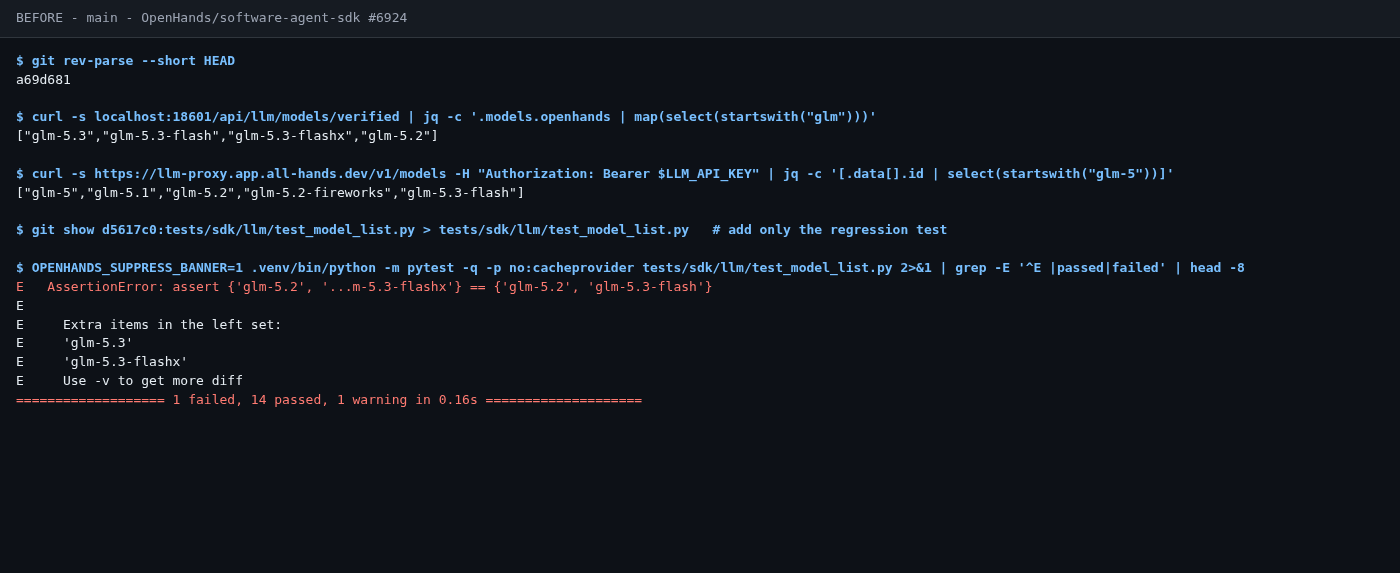 BEFORE - main - OpenHands/software-agent-sdk #6924
$ git rev-parse --short HEAD
a69d681
$ curl -s localhost:18601/api/llm/models/verified | jq -c '.models.openhands | map(select(startswith("glm")))'
["glm-5.3","glm-5.3-flash","glm-5.3-flashx","glm-5.2"]
$ curl -s https://llm-proxy.app.all-hands.dev/v1/models -H "Authorization: Bearer $LLM_API_KEY" | jq -c '[.data[].id | select(startswith("glm-5"))]'
["glm-5","glm-5.1","glm-5.2","glm-5.2-fireworks","glm-5.3-flash"]
$ git show d5617c0:tests/sdk/llm/test_model_list.py > tests/sdk/llm/test_model_list.py   # add only the regression test
$ OPENHANDS_SUPPRESS_BANNER=1 .venv/bin/python -m pytest -q -p no:cacheprovider tests/sdk/llm/test_model_list.py 2>&1 | grep -E '^E |passed|failed' | head -8
E   AssertionError: assert {'glm-5.2', '...m-5.3-flashx'} == {'glm-5.2', 'glm-5.3-flash'}
E
E     Extra items in the left set:
E     'glm-5.3'
E     'glm-5.3-flashx'
E     Use -v to get more diff
=================== 1 failed, 14 passed, 1 warning in 0.16s ====================